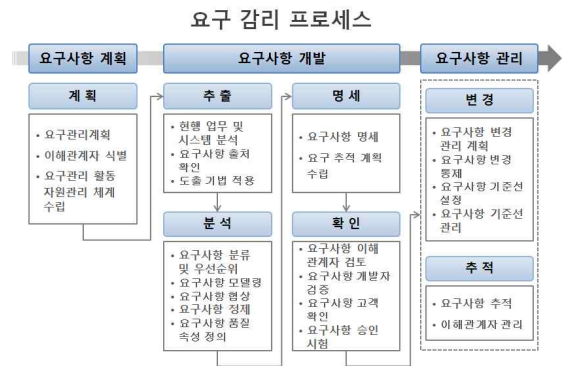 요구 감리 프로세스
요구사항 계획
요구사항 개발
요구사항 관리
계 획
• 요구관리계획
• 이해관계자 식별
• 요구관리 활동
자원관리 체계
수립
추 출
• 현행 업무 및
시스템 분석
• 요구사항 출처
확인
• 도출 기법 적용
분 석
• 요구사항 분류
및 우선순위
• 요구사항 모델링
• 요구사항 협상
• 요구사항 정제
• 요구사항 품질
속성 정의
명 세
• 요구사항 명세
• 요구 추적 계획
수립
확 인
• 요구사항 이해
관계자 검토
• 요구사항 개발자
검증
• 요구사항 고객
확인
• 요구사항 승인
시험
변 경
• 요구사항 변경
관리 계획
• 요구사항 변경
통제
• 요구사항 기준선
설정
• 요구사항 기준선
관리
추 적
• 요구사항 추적
• 이해관계자 관리